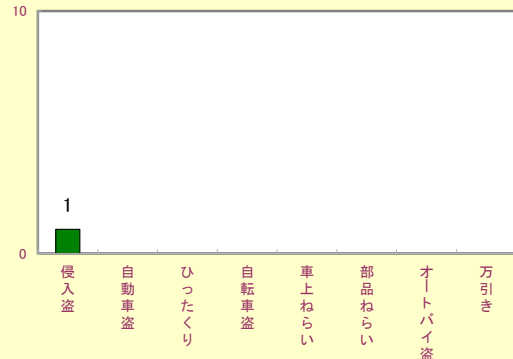 10
1
0
侵入盗
自動車盗
ひったくり
自転車盗
車上ねらい
部品ねらい
オートバイ盗
万引き